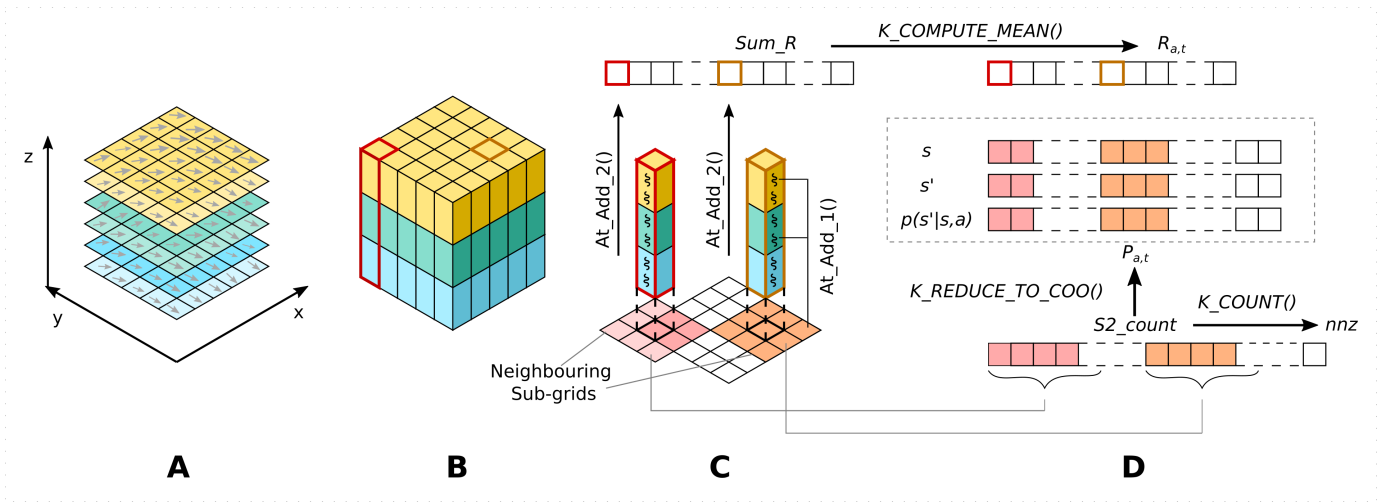 z
y
x
A
B
Sum_R
K_COMPUTE_MEAN()
R_{a,t}
At_Add_2()
At_Add_2()
At_Add_1()
Neighbouring
Sub-grids
C
s
s'
p(s'|s,a)
P_{a,t}
K_REDUCE_TO_COO()
K_COUNT()
S2_count
nnz
D